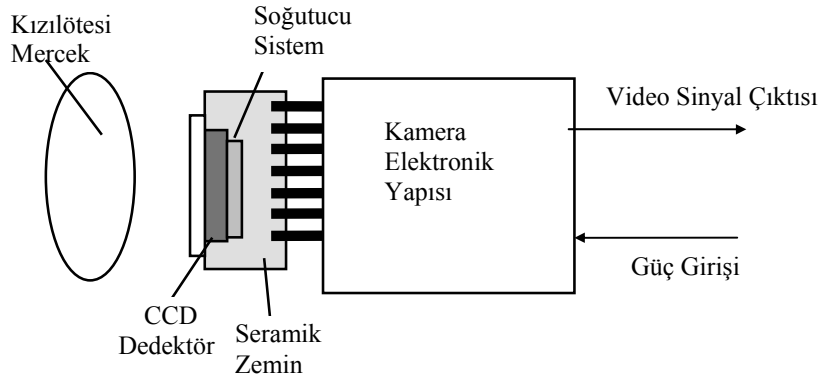 Kızılötesi
Mercek
Soğutucu
Sistem
Video Sinyal Çıktısı
Kamera
Elektronik
Yapısı
Güç Girişi
CCD
Dedektör
Seramik
Zemin